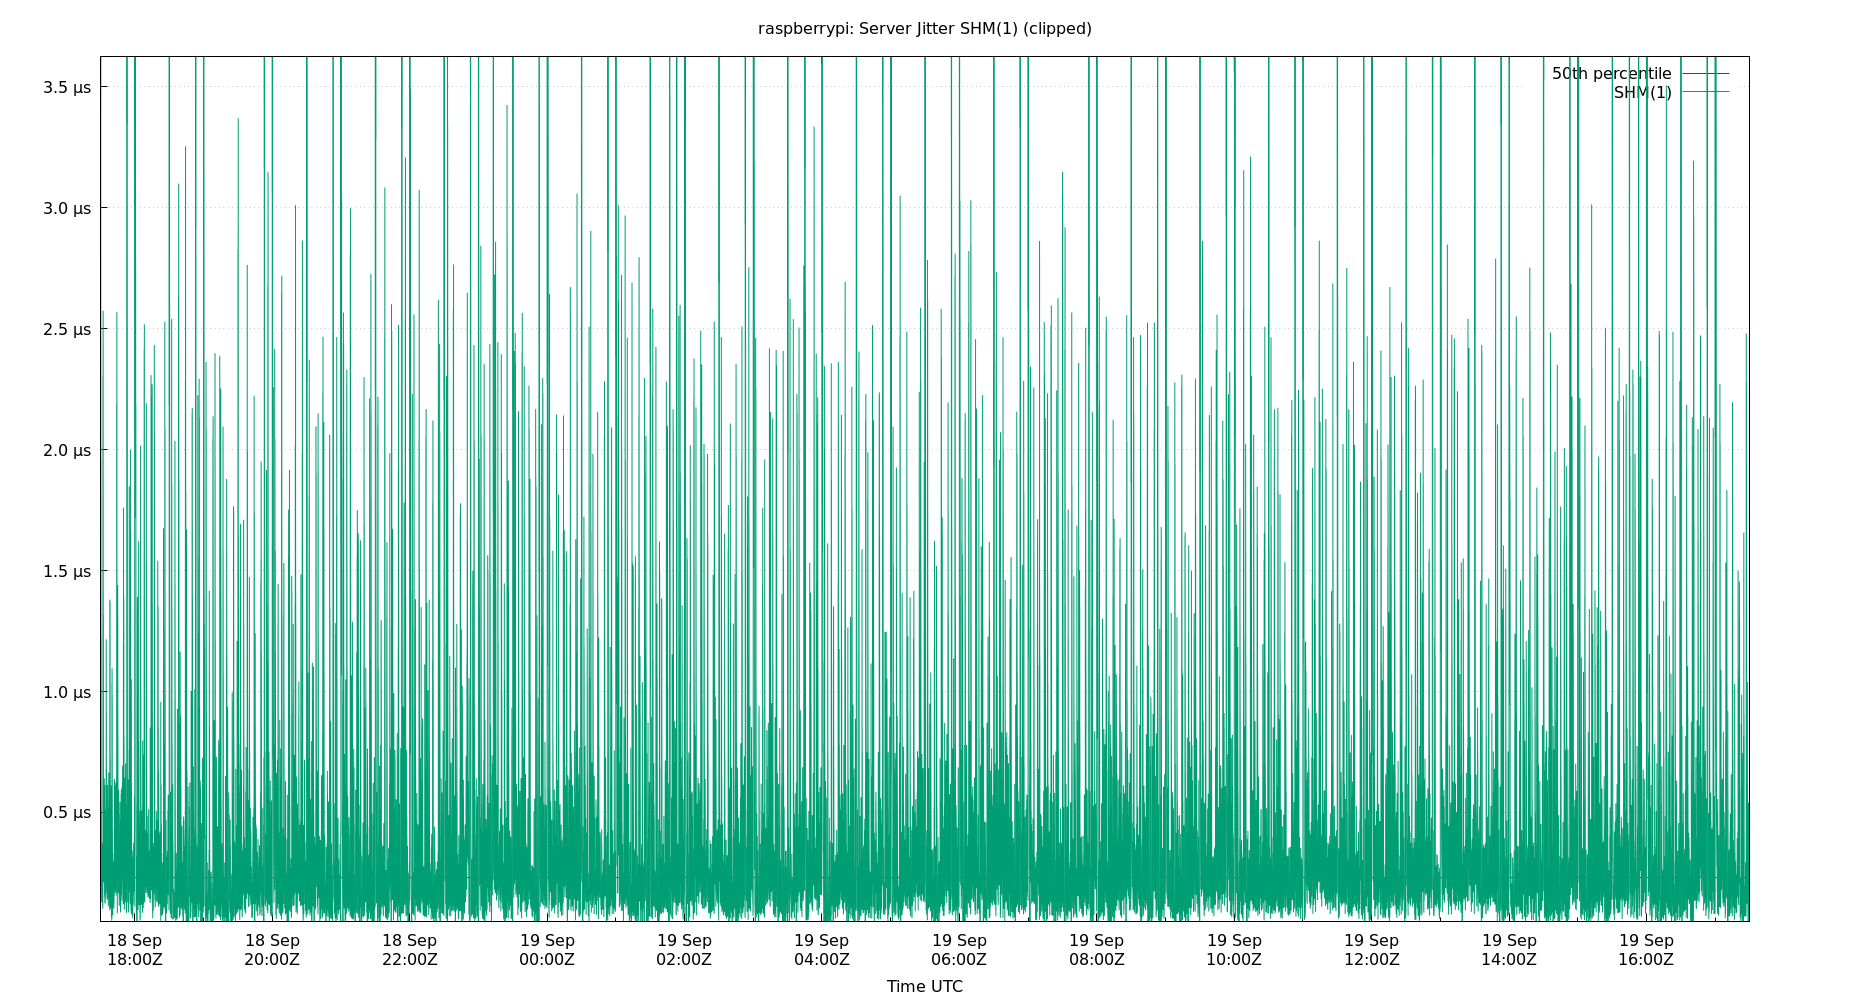 raspberrypi: Server Jitter SHM(1) (clipped)
50th percentile
SHM(1)
3.5 µs
3.0 µs
2.5 µs
2.0 µs
1.5 µs
1.0 µs
0.5 µs
18 Sep 18 Sep 18 Sep 19 Sep 19 Sep 19 Sep 19 Sep 19 Sep 19 Sep 19 Sep 19 Sep 19 Sep
18:00Z 20:00Z 22:00Z 00:00Z 02:00Z 04:00Z 06:00Z 08:00Z 10:00Z 12:00Z 14:00Z 16:00Z
Time UTC